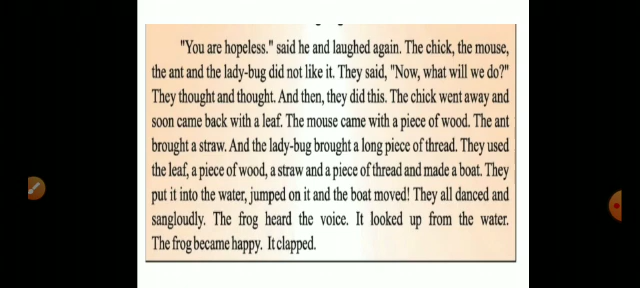 "You are hopeless." said he and laughed again. The chick, the mouse,
the ant and the lady-bug did not like it. They said, "Now, what will we do?"
They thought and thought. And then, they did this. The chick went away and
soon came back with a leaf. The mouse came with a piece of wood. The ant
brought a straw. And the lady-bug brought a long piece of thread. They used
the leaf, a piece of wood, a straw and a piece of thread and made a boat. They
put it into the water, jumped on it and the boat moved! They all danced and
sangloudly. The frog heard the voice. It looked up from the water.
The frog became happy. It clapped.